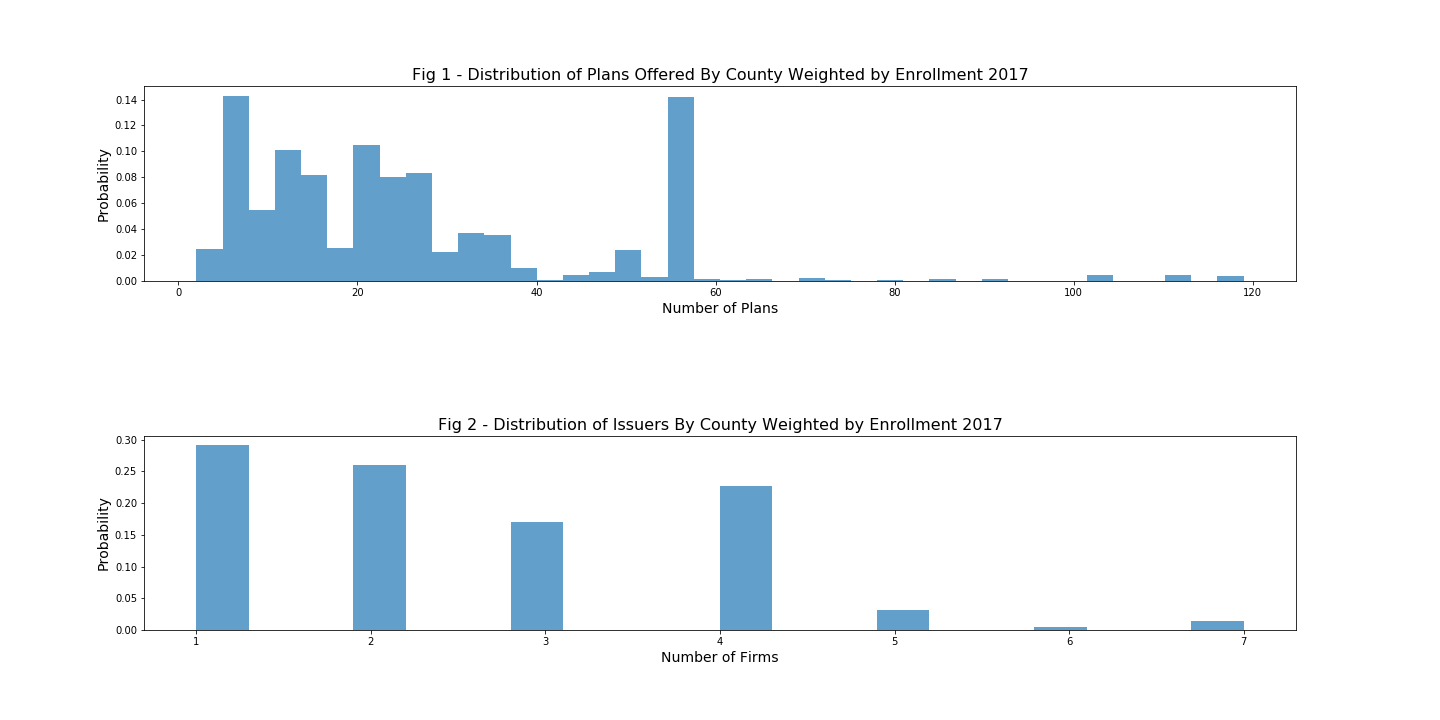 Fig 1 - Distribution of Plans Offered By County Weighted by Enrollment 2017
0.14
0.12
0.10
0.08
0.06
0.04
0.02
0.00
Probability
0 20 40 60 80 100 120
Number of Plans
Fig 2 - Distribution of Issuers By County Weighted by Enrollment 2017
0.30
0.25
0.20
0.15
0.10
0.05
0.00
Probability
1 2 3 4 5 6 7
Number of Firms